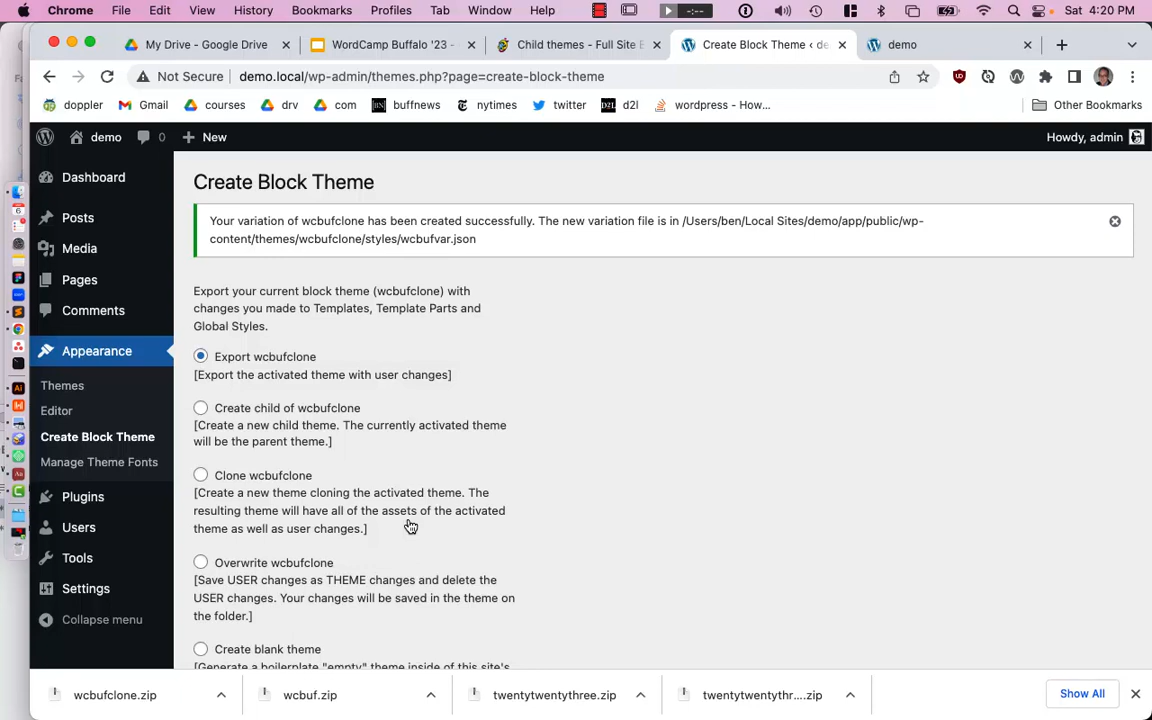 Chrome File Edit View History Bookmarks Profiles Tab Window Help -:-- Sat 4:20 PM
My Drive - Google Drive WordCamp Buffalo '23 - Child themes - Full Site E Create Block Theme ‹ de demo
Not Secure demo.local/wp-admin/themes.php?page=create-block-theme
doppler Gmail courses drv com BN buffnews nytimes twitter D2L d2l wordpress - How... Other Bookmarks
demo 0 New Howdy, admin
Dashboard
Posts
Media
Pages
Comments
Appearance
Themes
Editor
Create Block Theme
Manage Theme Fonts
Plugins
Users
Tools
Settings
Collapse menu
Create Block Theme
Your variation of wcbufclone has been created successfully. The new variation file is in /Users/ben/Local Sites/demo/app/public/wp-
content/themes/wcbufclone/styles/wcbufvar.json
Export your current block theme (wcbufclone) with
changes you made to Templates, Template Parts and
Global Styles.
Export wcbufclone
[Export the activated theme with user changes]
Create child of wcbufclone
[Create a new child theme. The currently activated theme
will be the parent theme.]
Clone wcbufclone
[Create a new theme cloning the activated theme. The
resulting theme will have all of the assets of the activated
theme as well as user changes.]
Overwrite wcbufclone
[Save USER changes as THEME changes and delete the
USER changes. Your changes will be saved in the theme on
the folder.]
Create blank theme
[Generate a boilerplate "empty" theme inside of this site's
wcbufclone.zip wcbuf.zip twentytwentythree.zip twentytwentythr....zip Show All